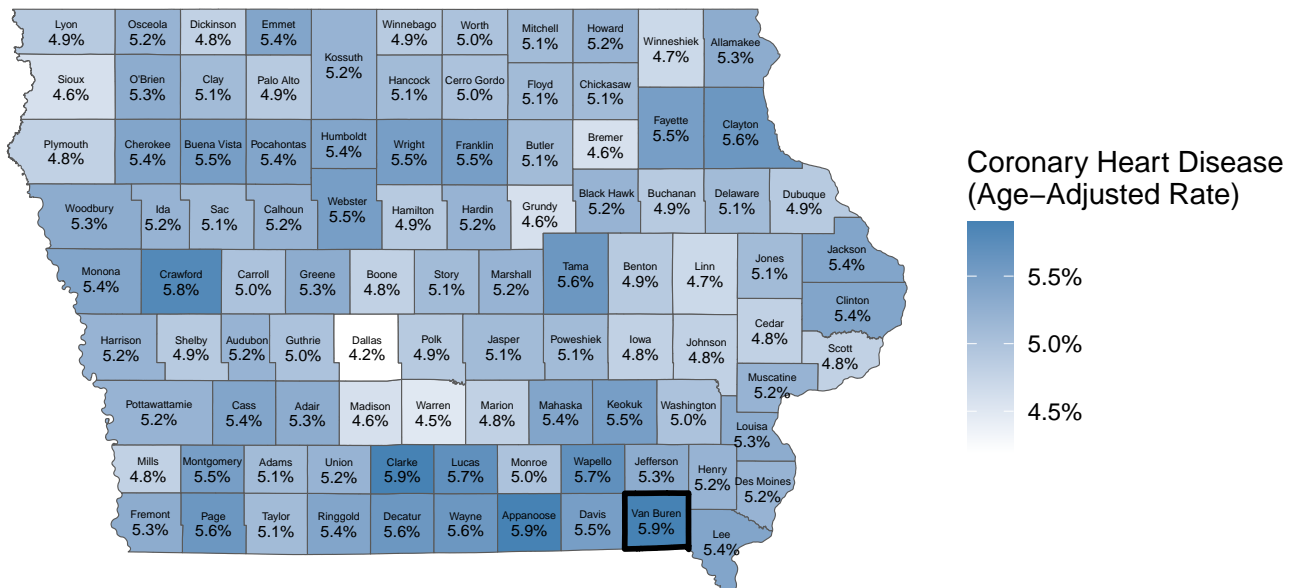 Lyon
4.9%
Osceola
5.2%
Dickinson
4.8%
Emmet
5.4%
Kossuth
5.2%
Winnebago
4.9%
Worth
5.0%
Mitchell
5.1%
Howard
5.2%
Winneshiek
4.7%
Allamakee
5.3%
Sioux
4.6%
O'Brien
5.3%
Clay
5.1%
Palo Alto
4.9%
Hancock
5.1%
Cerro Gordo
5.0%
Floyd
5.1%
Chickasaw
5.1%
Fayette
5.5%
Clayton
5.6%
Plymouth
4.8%
Cherokee
5.4%
Buena Vista
5.5%
Pocahontas
5.4%
Humboldt
5.4%
Wright
5.5%
Franklin
5.5%
Butler
5.1%
Bremer
4.6%
Coronary Heart Disease
(Age−Adjusted Rate)
5.5%
5.0%
4.5%
Woodbury
5.3%
Ida
5.2%
Sac
5.1%
Calhoun
5.2%
Webster
5.5%
Hamilton
4.9%
Hardin
5.2%
Grundy
4.6%
Black Hawk
5.2%
Buchanan
4.9%
Delaware
5.1%
Dubuque
4.9%
Monona
5.4%
Crawford
5.8%
Carroll
5.0%
Greene
5.3%
Boone
4.8%
Story
5.1%
Marshall
5.2%
Tama
5.6%
Benton
4.9%
Linn
4.7%
Jones
5.1%
Jackson
5.4%
Clinton
5.4%
Harrison
5.2%
Shelby
4.9%
Audubon
5.2%
Guthrie
5.0%
Dallas
4.2%
Polk
4.9%
Jasper
5.1%
Poweshiek
5.1%
Iowa
4.8%
Johnson
4.8%
Cedar
4.8%
Scott
4.8%
Muscatine
5.2%
Pottawattamie
5.2%
Cass
5.4%
Adair
5.3%
Madison
4.6%
Warren
4.5%
Marion
4.8%
Mahaska
5.4%
Keokuk
5.5%
Washington
5.0%
Louisa
5.3%
Mills
4.8%
Montgomery
5.5%
Adams
5.1%
Union
5.2%
Clarke
5.9%
Lucas
5.7%
Monroe
5.0%
Wapello
5.7%
Jefferson
5.3%
Henry
5.2%
Des Moines
5.2%
Fremont
5.3%
Page
5.6%
Taylor
5.1%
Ringgold
5.4%
Decatur
5.6%
Wayne
5.6%
Appanoose
5.9%
Davis
5.5%
Van Buren
5.9%
Lee
5.4%